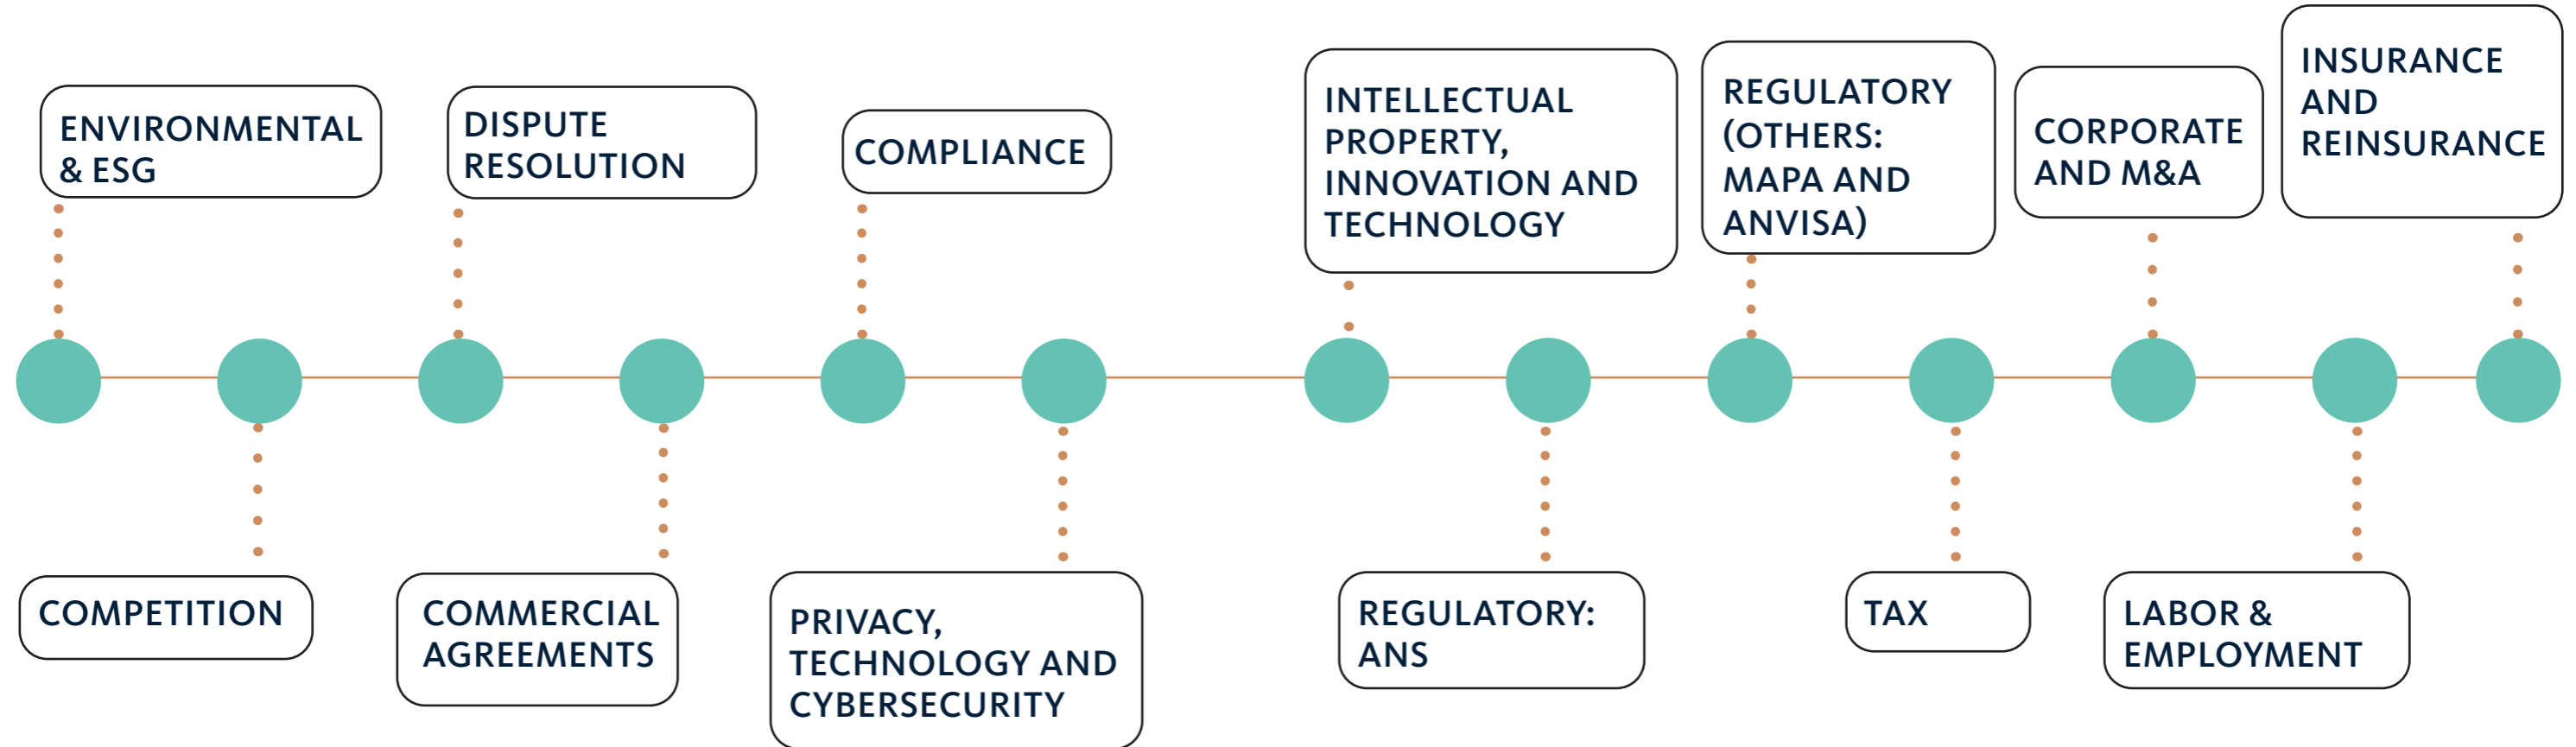 ENVIRONMENTAL
& ESG
DISPUTE
RESOLUTION
COMPLIANCE
INTELLECTUAL
PROPERTY,
INNOVATION AND
TECHNOLOGY
REGULATORY
(OTHERS:
MAPA AND
ANVISA)
CORPORATE
AND M&A
INSURANCE
AND
REINSURANCE
COMPETITION
COMMERCIAL
AGREEMENTS
PRIVACY,
TECHNOLOGY AND
CYBERSECURITY
REGULATORY:
ANS
TAX
LABOR &
EMPLOYMENT